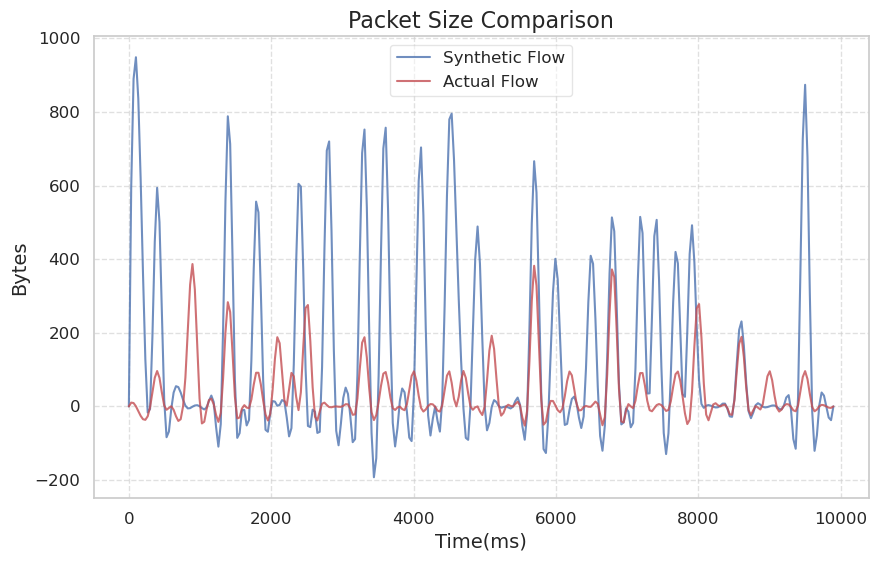 Packet Size Comparison
Synthetic Flow
Actual Flow
Bytes
1000
800
600
400
200
0
−200
0
2000
4000
6000
8000
10000
Time(ms)